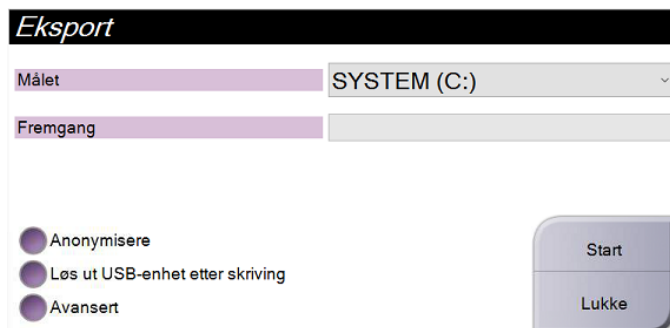 Eksport
Målet SYSTEM (C:)
Fremgang
Anonymisere
Løs ut USB-enhet etter skriving
Avansert
Start
Lukke